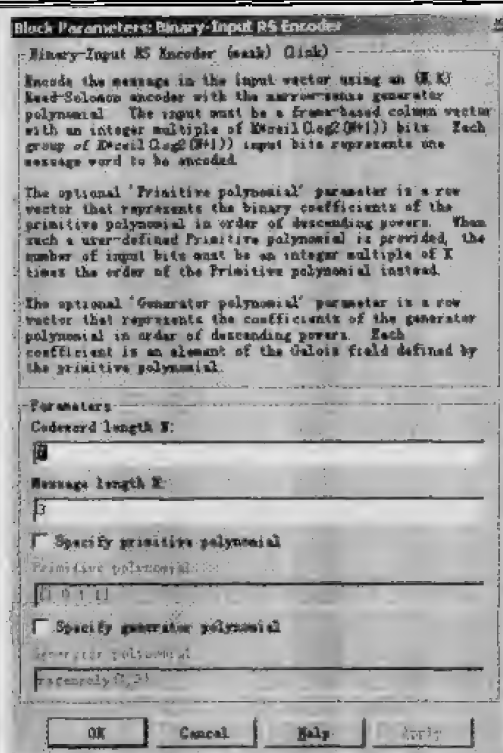 Block Parameters: Binary-Input RS Encoder
Binary-Input RS Encoder (mask) (link)
Encode the message in the input vector using an (N,K)
Reed-Solomon encoder with the narrow-sense generator
polynomial. The input must be a frame-based column vector
with an integer multiple of K*ceil(log2(N+1)) bits. Each
group of K*ceil(log2(N+1)) input bits represents one
message word to be encoded.
The optional 'Primitive polynomial' parameter is a row
vector that represents the binary coefficients of the
primitive polynomial in order of descending powers. When
such a user-defined Primitive polynomial is provided, the
number of input bits must be an integer multiple of K
times the order of the Primitive polynomial instead.
The optional 'Generator polynomial' parameter is a row
vector that represents the coefficients of the generator
polynomial in order of descending powers. Each
coefficient is an element of the Galois field defined by
the primitive polynomial.
Parameters
Codeword length N:
Message length K:
3
Specify primitive polynomial
Primitive polynomial:
[1 0 1 1]
Specify generator polynomial
Generator polynomial
OK
Cancel
Help
Apply